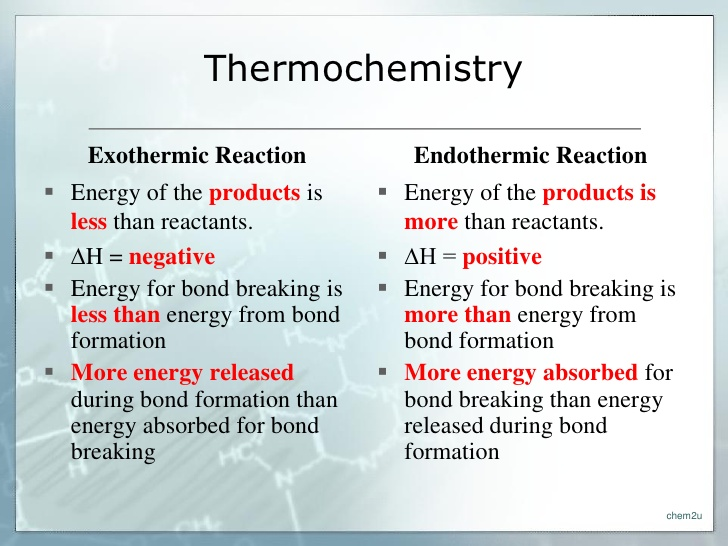 Thermochemistry
Exothermic Reaction
▪ Energy of the products is
less than reactants.
▪ ΔH = negative
▪ Energy for bond breaking is
less than energy from bond
formation
▪ More energy released
during bond formation than
energy absorbed for bond
breaking
Endothermic Reaction
▪ Energy of the products is
more than reactants.
▪ ΔH = positive
▪ Energy for bond breaking is
more than energy from
bond formation
▪ More energy absorbed for
bond breaking than energy
released during bond
formation
chem2u